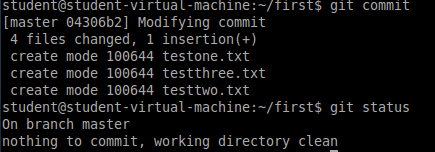 student@student-virtual-machine:~/first$ git commit
[master 04306b2] Modifying commit
 4 files changed, 1 insertion(+)
 create mode 100644 testone.txt
 create mode 100644 testthree.txt
 create mode 100644 testtwo.txt
student@student-virtual-machine:~/first$ git status
On branch master
nothing to commit, working directory clean